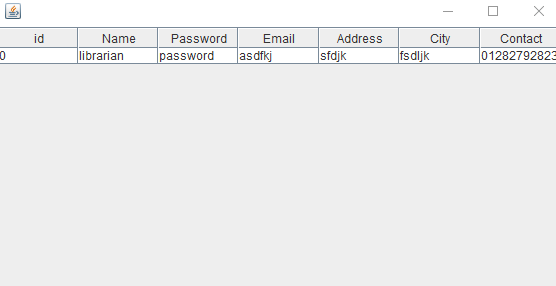 id Name Password Email Address City Contact
0 librarian password asdfkj sfdjk fsdljk 01282792823